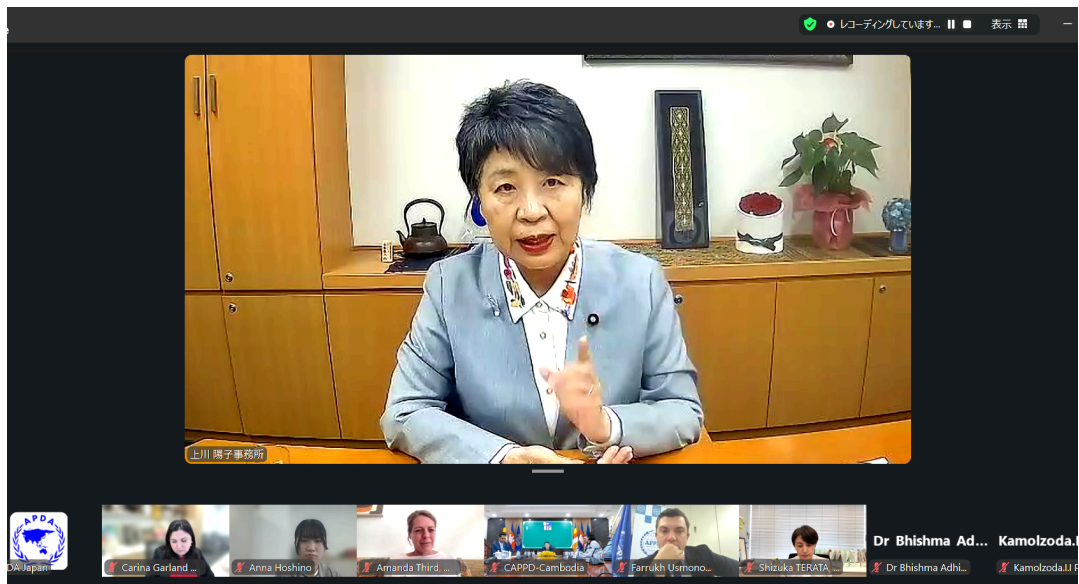 レコーディングしています...
表示
上川 陽子事務所
APDA
DA Japan
Carina Garland ...
Anna Hoshino
Amanda Third, ...
CAPPD-Cambodia
Farrukh Usmono...
Shizuka TERATA, ...
Dr Bhishma Ad...
Dr Bhishma Adhi...
Kamolzoda.I
Kamolzoda.I.I F